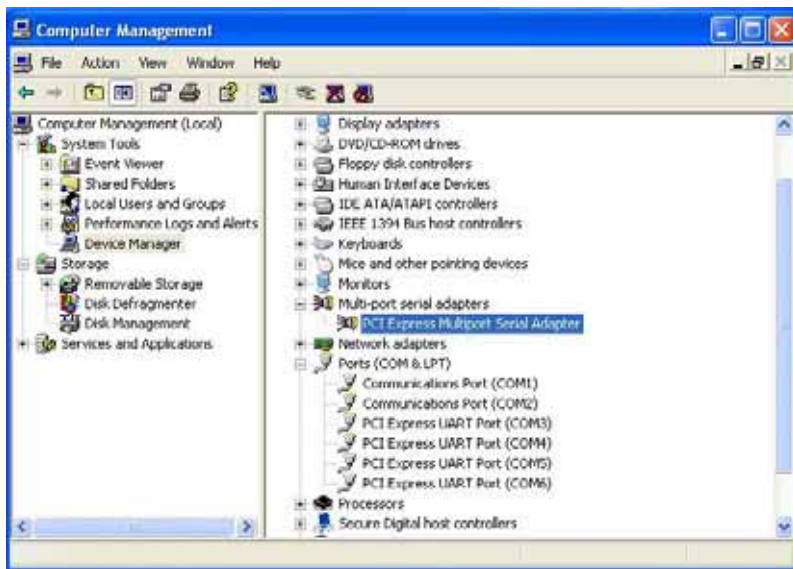 Computer Management
File Action View Window Help
Computer Management (Local)
System Tools
Event Viewer
Shared Folders
Local Users and Groups
Performance Logs and Alerts
Device Manager
Storage
Removable Storage
Disk Defragmenter
Disk Management
Services and Applications
Display adapters
DVD/CD-ROM drives
Floppy disk controllers
Human Interface Devices
IDE ATA/ATAPI controllers
IEEE 1394 Bus host controllers
Keyboards
Mice and other pointing devices
Monitors
Multi-port serial adapters
PCI Express Multiport Serial Adapter
Network adapters
Ports (COM & LPT)
Communications Port (COM1)
Communications Port (COM2)
PCI Express UART Port (COM3)
PCI Express UART Port (COM4)
PCI Express UART Port (COM5)
PCI Express UART Port (COM6)
Processors
Secure Digital host controllers